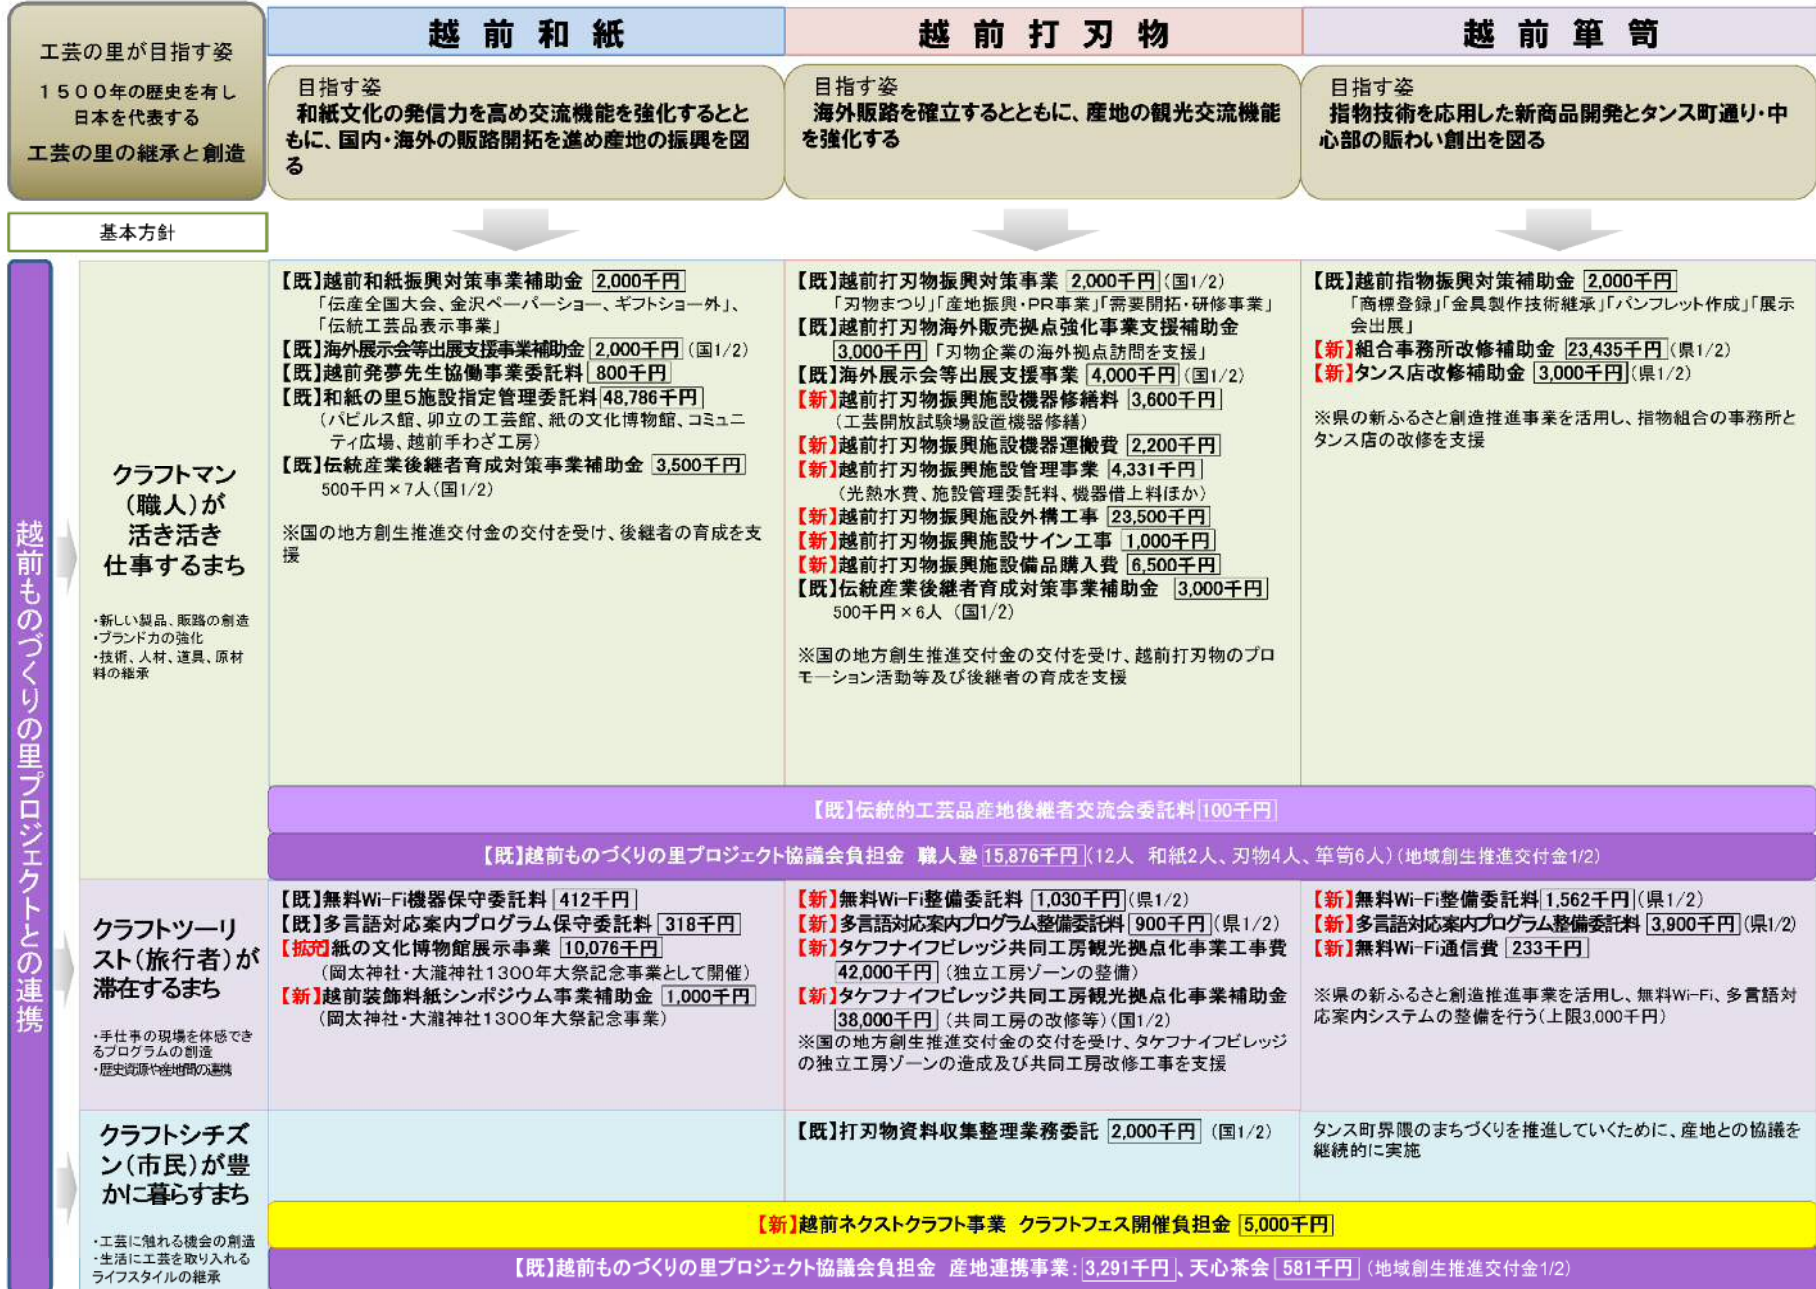 工芸の里が目指す姿
１５００年の歴史を有し
日本を代表する
工芸の里の継承と創造
越前和紙
目指す姿
和紙文化の発信力を高め交流機能を強化するとと
もに、国内・海外の販路開拓を進め産地の振興を図
る
越前打刃物
目指す姿
海外販路を確立するとともに、産地の観光交流機能
を強化する
越前箪笥
目指す姿
指物技術を応用した新商品開発とタンス町通り・中
心部の賑わい創出を図る
基本方針
越前ものづくりの里プロジェクトとの連携
クラフトマン
（職人）が
活き活き
仕事するまち
・新しい製品、販路の創造
・ブランド力の強化
・技術、人材、道具、原材
料の継承
【既】越前和紙振興対策事業補助金 2,000千円
「伝産全国大会、金沢ペーパーショー、ギフトショー外」、
「伝統工芸品表示事業」
【既】海外展示会等出展支援事業補助金 2,000千円（国1/2）
【既】越前発夢先生協働事業委託料 800千円
【既】和紙の里5施設指定管理委託料 48,786千円
（パピルス館、卯立の工芸館、紙の文化博物館、コミュニ
ティ広場、越前手わざ工房）
【既】伝統産業後継者育成対策事業補助金 3,500千円
500千円×7人（国1/2）
※国の地方創生推進交付金の交付を受け、後継者の育成を支
援
【既】越前打刃物振興対策事業 2,000千円（国1/2）
「刃物まつり」「産地振興・PR事業」「需要開拓・研修事業」
【既】越前打刃物海外販売拠点強化事業支援補助金
3,000千円 「刃物企業の海外拠点訪問を支援」
【既】海外展示会等出展支援事業 4,000千円（国1/2）
【新】越前打刃物振興施設機器修繕料 3,600千円
（工芸開放試験場設置機器修繕）
【新】越前打刃物振興施設機器運搬費 2,200千円
【新】越前打刃物振興施設管理事業 4,331千円
（光熱水費、施設管理委託料、機器借上料ほか）
【新】越前打刃物振興施設外構工事 23,500千円
【新】越前打刃物振興施設サイン工事 1,000千円
【新】越前打刃物振興施設備品購入費 6,500千円
【既】伝統産業後継者育成対策事業補助金 3,000千円
500千円×6人 （国1/2）
※国の地方創生推進交付金の交付を受け、越前打刃物のプロ
モーション活動等及び後継者の育成を支援
【既】越前指物振興対策補助金 2,000千円
「商標登録」「金具製作技術継承」「パンフレット作成」「展示
会出展」
【新】組合事務所改修補助金 23,435千円（県1/2）
【新】タンス店改修補助金 3,000千円（県1/2）
※県の新ふるさと創造推進事業を活用し、指物組合の事務所と
タンス店の改修を支援
【既】伝統的工芸品産地後継者交流会委託料 100千円
【既】越前ものづくりの里プロジェクト協議会負担金 職人塾 15,876千円（12人 和紙2人、刃物4人、箪笥6人）（地域創生推進交付金1/2）
クラフトツーリ
スト（旅行者）が
滞在するまち
・手仕事の現場を体感でき
るプログラムの創造
・歴史資源や産地間の連携
【既】無料Wi-Fi機器保守委託料 412千円
【既】多言語対応案内プログラム保守委託料 318千円
【拡充】紙の文化博物館展示事業 10,076千円
（岡太神社・大瀧神社1300年大祭記念事業として開催）
【新】越前装飾料紙シンポジウム事業補助金 1,000千円
（岡太神社・大瀧神社1300年大祭記念事業）
【新】無料Wi-Fi整備委託料 1,030千円（県1/2）
【新】多言語対応案内プログラム整備委託料 900千円（県1/2）
【新】タケフナイフビレッジ共同工房観光拠点化事業工事費
42,000千円（独立工房ゾーンの整備）
【新】タケフナイフビレッジ共同工房観光拠点化事業補助金
38,000千円（共同工房の改修等）（国1/2）
※国の地方創生推進交付金の交付を受け、タケフナイフビレッジ
の独立工房ゾーンの造成及び共同工房改修工事を支援
【新】無料Wi-Fi整備委託料 1,562千円（県1/2）
【新】多言語対応案内プログラム整備委託料 3,900千円（県1/2）
【新】無料Wi-Fi通信費 233千円
※県の新ふるさと創造推進事業を活用し、無料Wi-Fi、多言語対
応案内システムの整備を行う（上限3,000千円）
クラフトシチズ
ン（市民）が豊
かに暮らすまち
・工芸に触れる機会の創造
・生活に工芸を取り入れる
ライフスタイルの継承
【既】打刃物資料収集整理業務委託 2,000千円 （国1/2）
タンス町界隈のまちづくりを推進していくために、産地との協議を
継続的に実施
【新】越前ネクストクラフト事業 クラフトフェス開催負担金 5,000千円
【既】越前ものづくりの里プロジェクト協議会負担金 産地連携事業：3,291千円、天心茶会 581千円（地域創生推進交付金1/2）